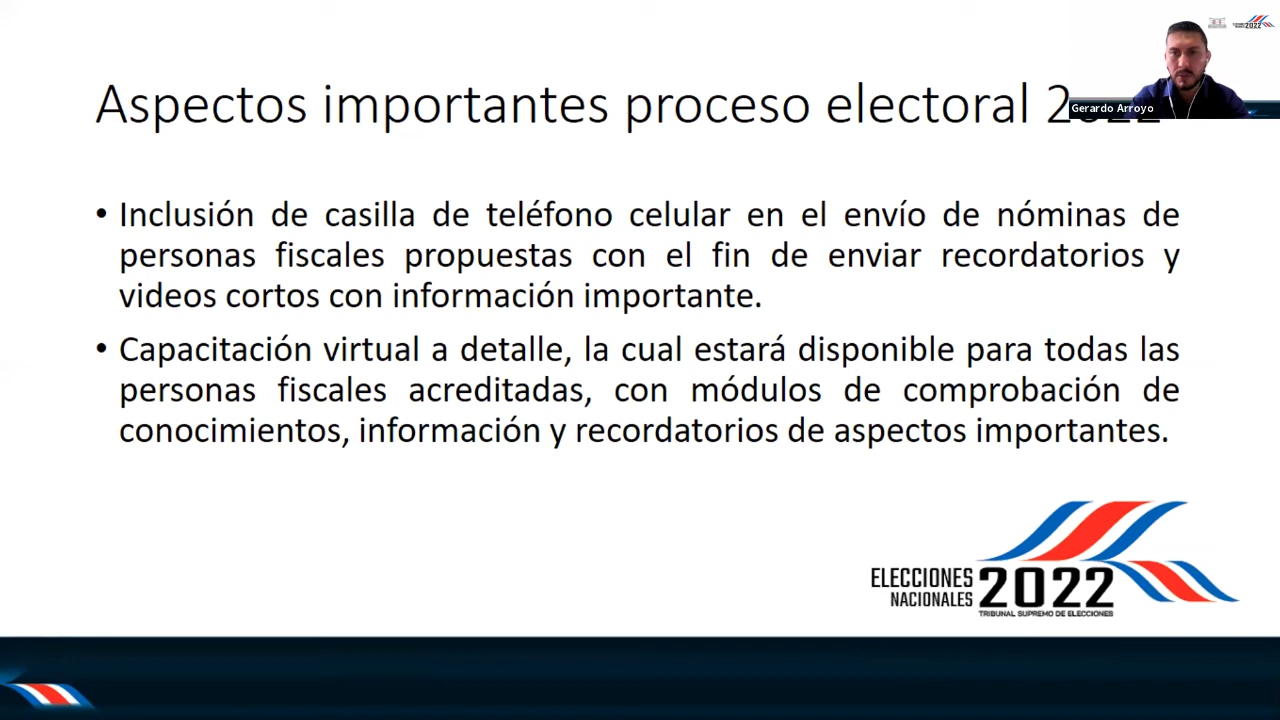 Aspectos importantes proceso electoral 2022
Gerardo Arroyo
• Inclusión de casilla de teléfono celular en el envío de nóminas de
personas fiscales propuestas con el fin de enviar recordatorios y
videos cortos con información importante.
• Capacitación virtual a detalle, la cual estará disponible para todas las
personas fiscales acreditadas, con módulos de comprobación de
conocimientos, información y recordatorios de aspectos importantes.
ELECCIONES
NACIONALES
2022
TRIBUNAL SUPREMO DE ELECCIONES